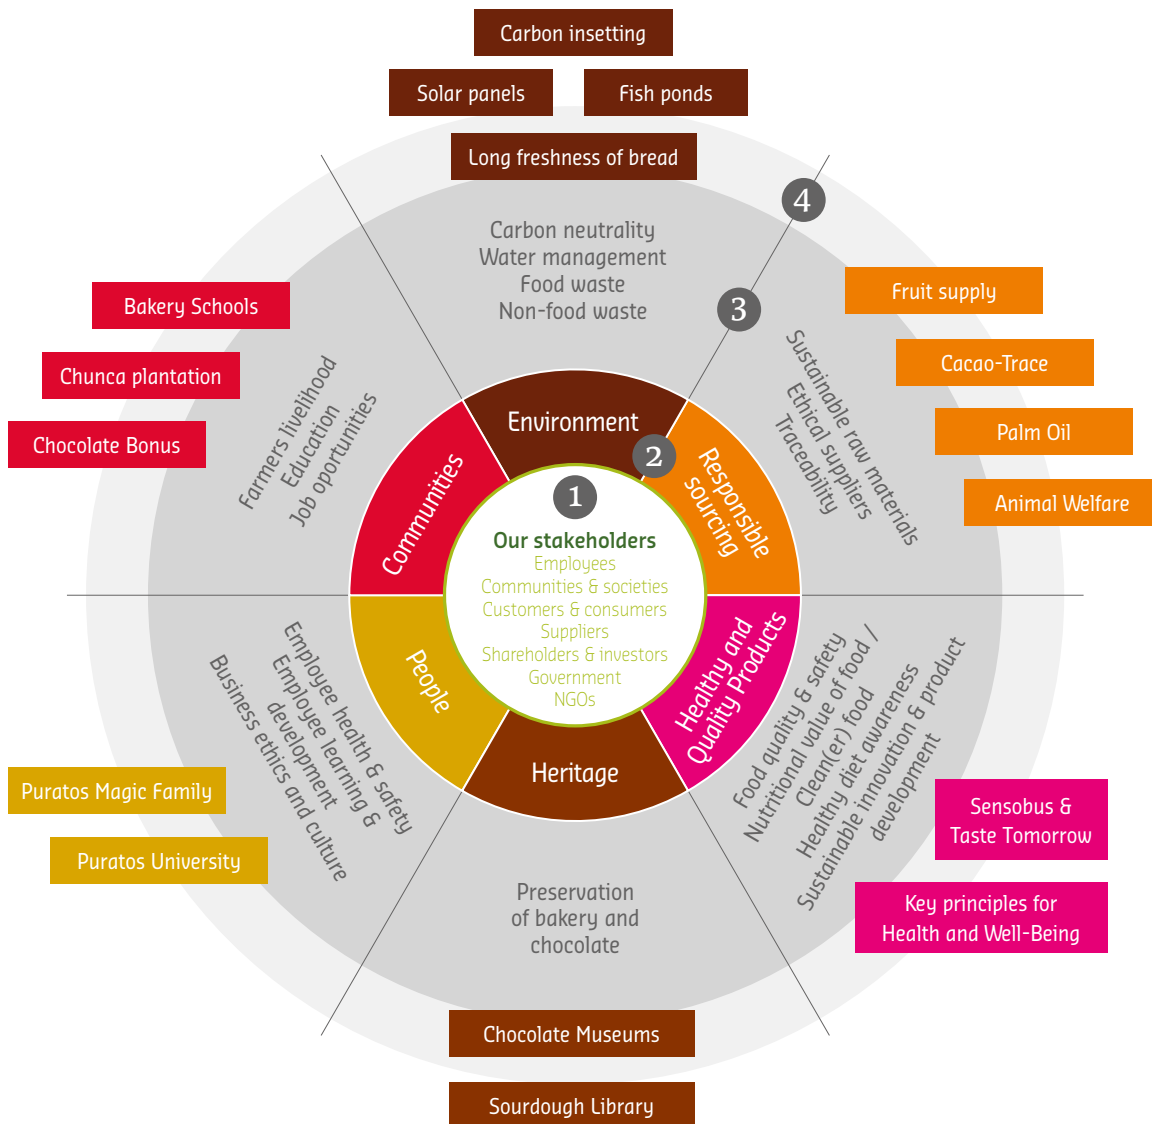 Carbon insetting
Solar panels
Fish ponds
Long freshness of bread
4
Carbon neutrality
Water management
Food waste
Non-food waste
3
Fruit supply
Cacao-Trace
Palm Oil
Animal Welfare
Sustainable raw materials
Ethical suppliers
Traceability
Bakery Schools
Chunca plantation
Chocolate Bonus
Farmers livelihood
Education
Job oportunities
Environment
2
Responsible
sourcing
Communities
1
Our stakeholders
Employees
Communities & societies
Customers & consumers
Suppliers
Shareholders & investors
Government
NGOs
People
Healthy and
Quality Products
Heritage
Employee health & safety
Employee learning &
development
Business ethics and culture
Puratos Magic Family
Puratos University
Food quality & safety
Nutritional value of food /
Clean(er) food
Healthy diet awareness
Sustainable innovation & product
development
Sensobus &
Taste Tomorrow
Key principles for
Health and Well-Being
Preservation
of bakery and
chocolate
Chocolate Museums
Sourdough Library